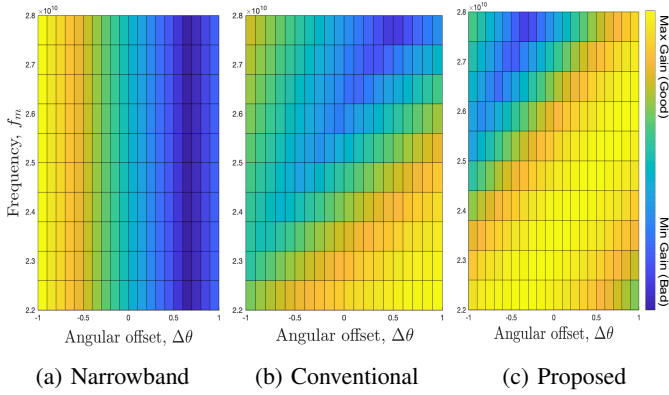 2.8 ×10^10
2.7
2.6
2.5
2.4
2.3
2.2
-1 -0.5 0 0.5 1
Frequency, f_m
Angular offset, Δθ
(a) Narrowband
2.8 ×10^10
2.7
2.6
2.5
2.4
2.3
2.2
-1 -0.5 0 0.5 1
Angular offset, Δθ
(b) Conventional
2.8 ×10^10
2.7
2.6
2.5
2.4
2.3
2.2
-1 -0.5 0 0.5 1
Angular offset, Δθ
(c) Proposed
Max Gain (Good)
Min Gain (Bad)